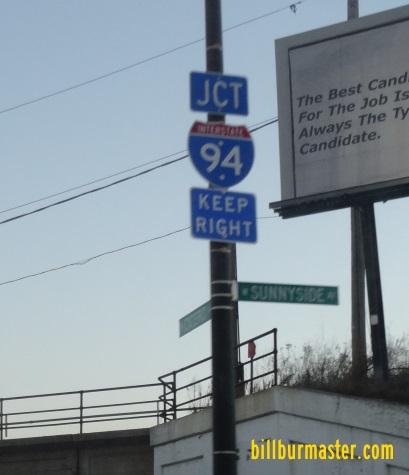 JCT
INTERSTATE
94
KEEP
RIGHT
The Best Cand
For The Job Is
Always The Ty
Candidate.
W SUNNYSIDE AV
billburmaster.com